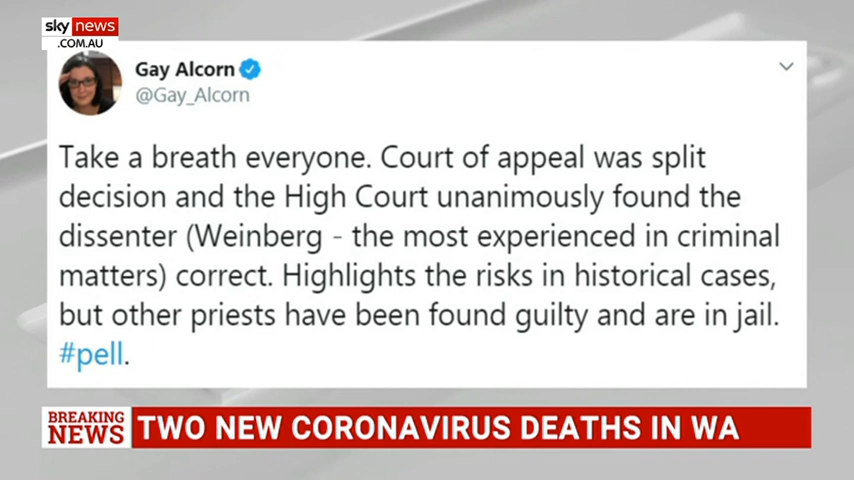 sky news
.COM.AU
Gay Alcorn
@Gay_Alcorn
Take a breath everyone. Court of appeal was split
decision and the High Court unanimously found the
dissenter (Weinberg - the most experienced in criminal
matters) correct. Highlights the risks in historical cases,
but other priests have been found guilty and are in jail.
#pell.
BREAKING
NEWS
TWO NEW CORONAVIRUS DEATHS IN WA